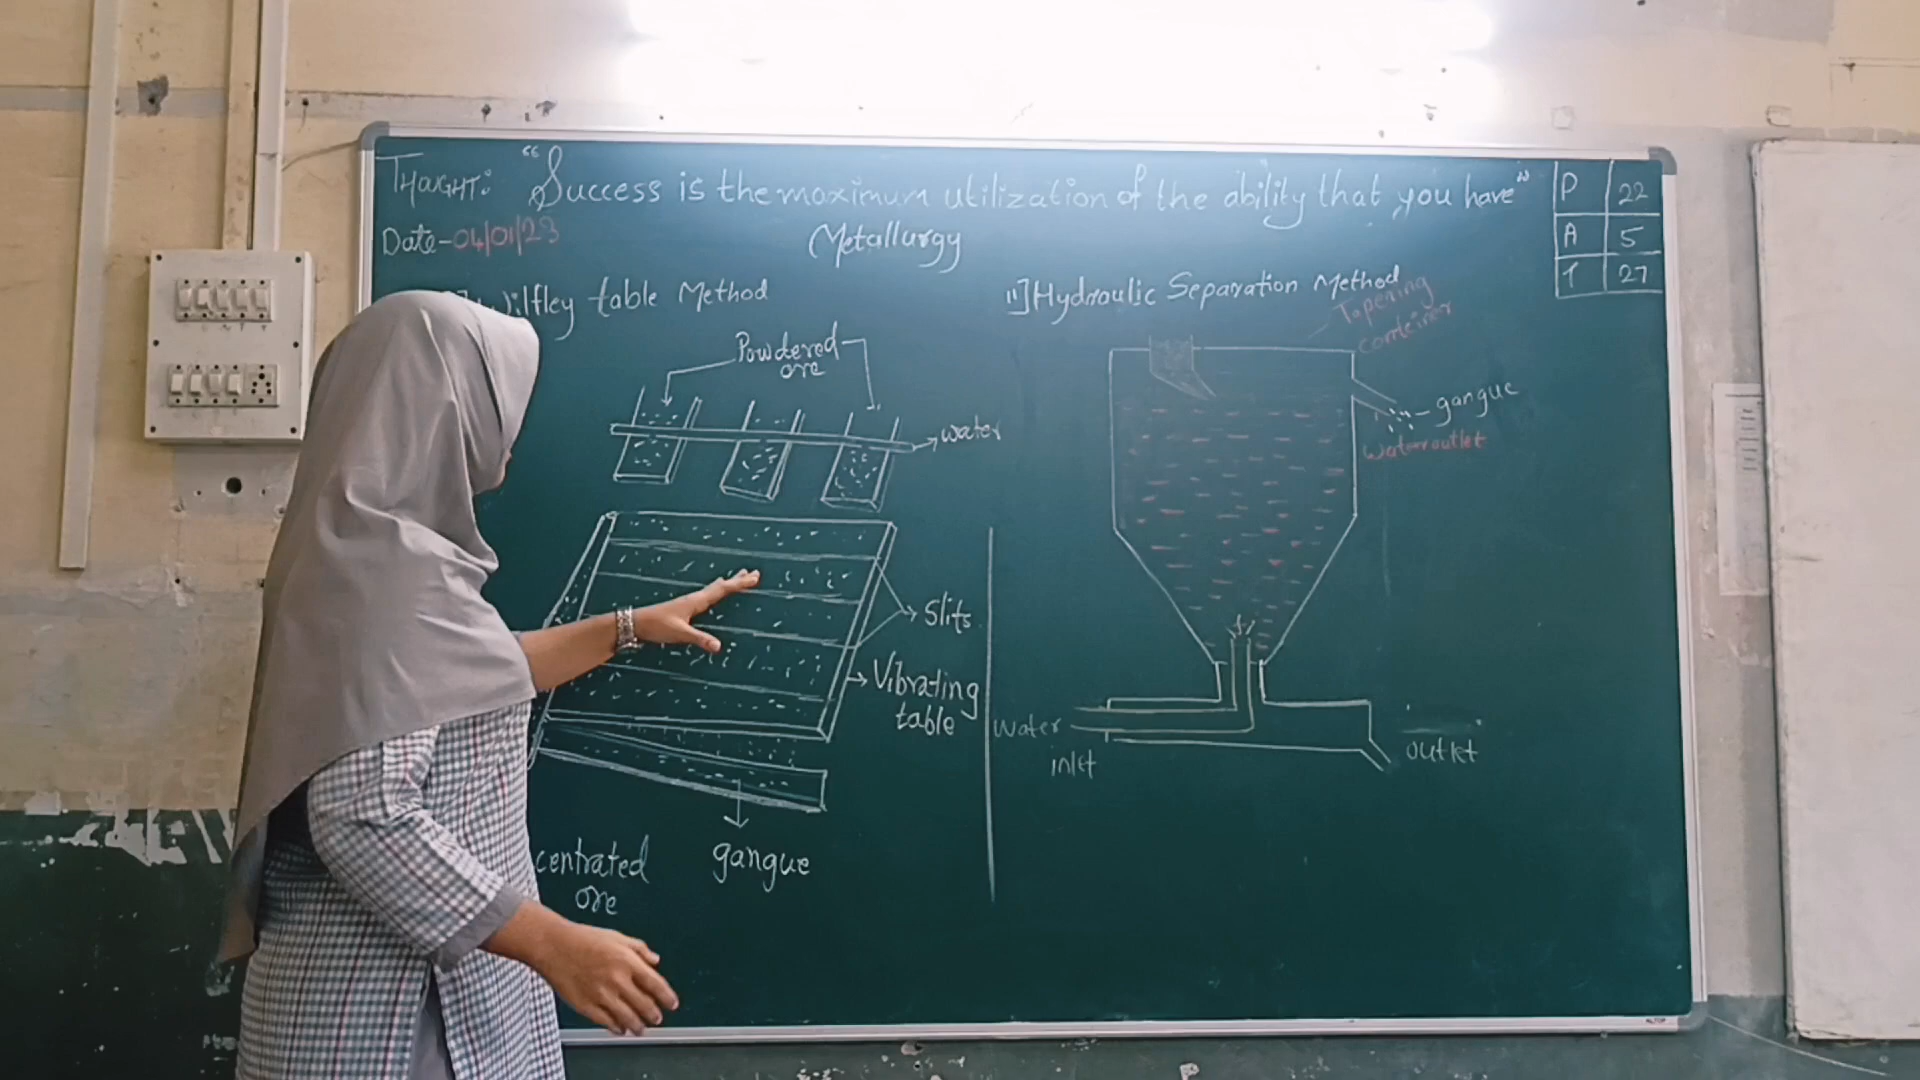 THOUGHT: "Success is the maximum utilization of the ability that you have"
P 22
A 5
T 27
Date-04/01/23
Metallurgy
Wilfley table Method
Powdered
ore
water
Slits
Vibrating
table
gangue
centrated
ore
ii] Hydraulic Separation Method
Tapering
container
gangue
Water outlet
Water
inlet
outlet